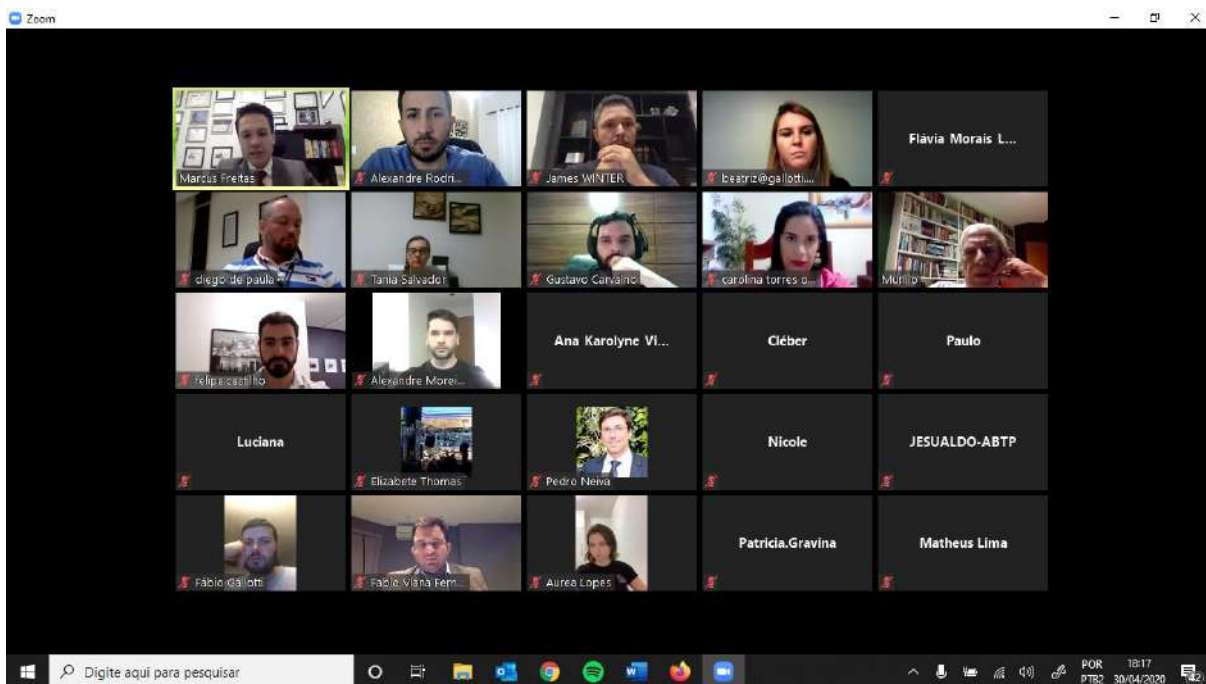 Zoom
Marcus Freitas
Alexandre Rodri...
James WINTER
beatriz@gallotti....
Flávia Morais L...
diego de paula
Tania Salvador
Gustavo Carvalho
carolina torres o...
Murilo
felipe castilho
Alexandre Morei...
Ana Karolyne Vi...
Cléber
Paulo
Luciana
Elizabete Thomas
Pedro Neiva
Nicole
JESUALDO-ABTP
Fábio Gallotti
Fabio Viana Fern...
Aurea Lopes
Patricia.Gravina
Matheus Lima
Digite aqui para pesquisar
POR
PTB2
18:17
30/04/2020
42